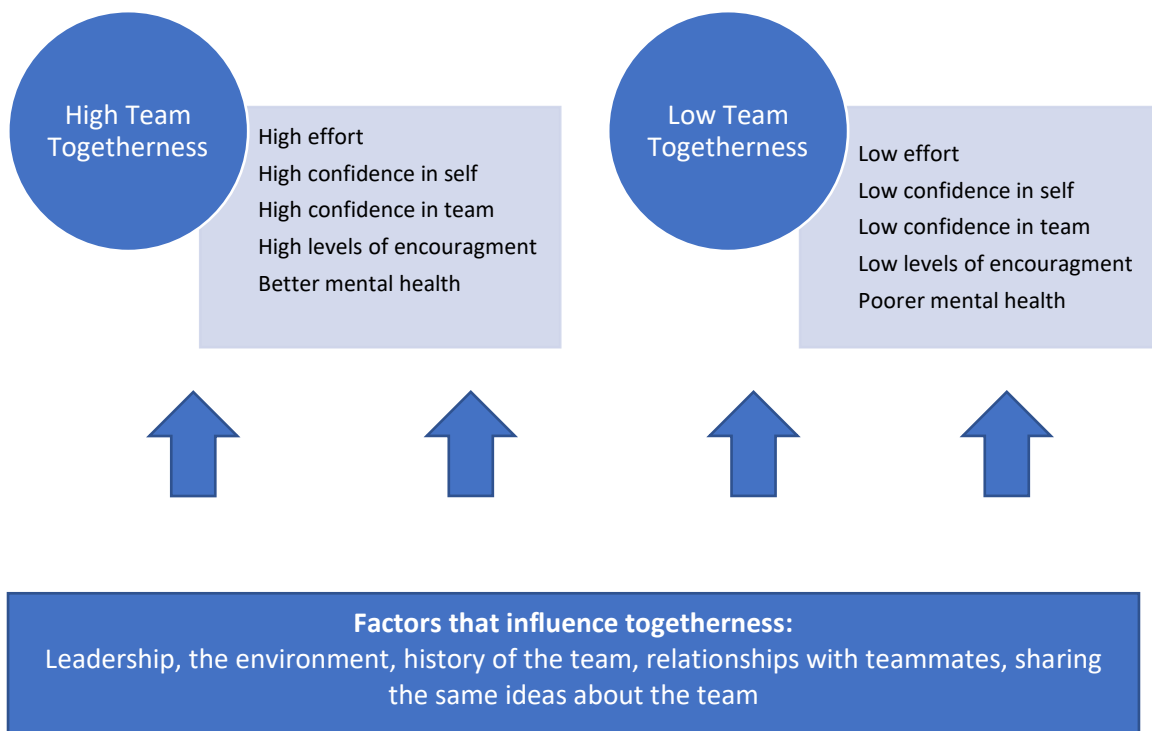 High Team
Togetherness
High effort
High confidence in self
High confidence in team
High levels of encouragment
Better mental health
Low Team
Togetherness
Low effort
Low confidence in self
Low confidence in team
Low levels of encouragment
Poorer mental health
Factors that influence togetherness:
Leadership, the environment, history of the team, relationships with teammates, sharing
the same ideas about the team